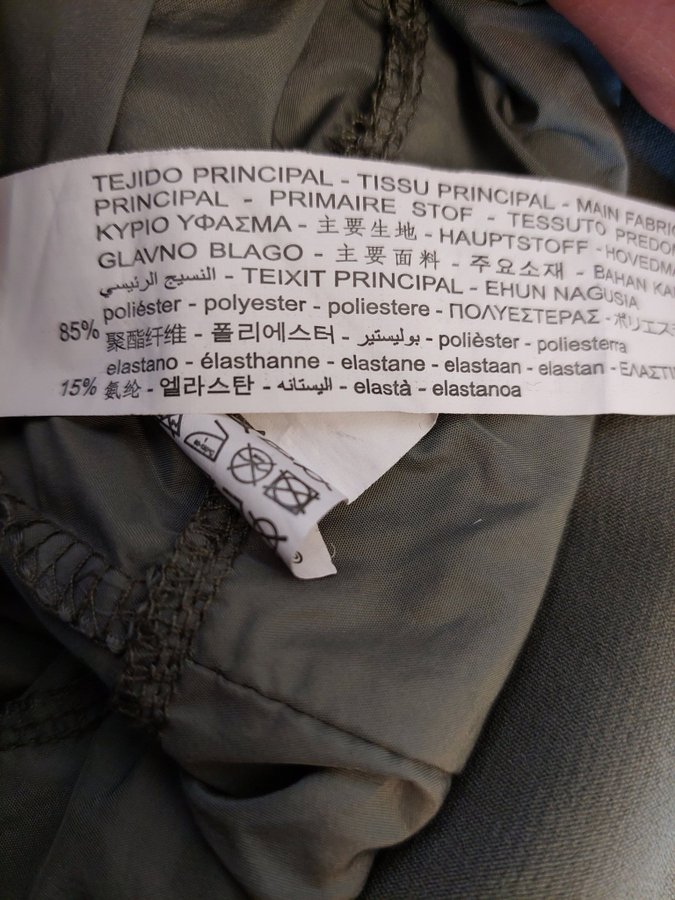 TEJIDO PRINCIPAL - TISSU PRINCIPAL - MAIN FABRIC
PRINCIPAL - PRIMAIRE STOF - TESSUTO
ΚΥΡΙΟ ΥΦΑΣΜΑ - 主要生地 - HAUPTSTOFF -
GLAVNO BLAGO - 主要面料 - 주요소재 - BAHAN
النسيج الرئيسي - TEIXIT PRINCIPAL - EHUN NAGUSIA
poliéster - polyester - poliestere - ΠΟΛΥΕΣΤΕΡΑΣ -
85% 聚酯纤维 - 폴리에스터 - بوليستير - polièster - poliesterra
elastano - élasthanne - elastane - elastaan - elastan -
15% 氨纶 - 엘라스탄 - اليستانه - elastà - elastanoa